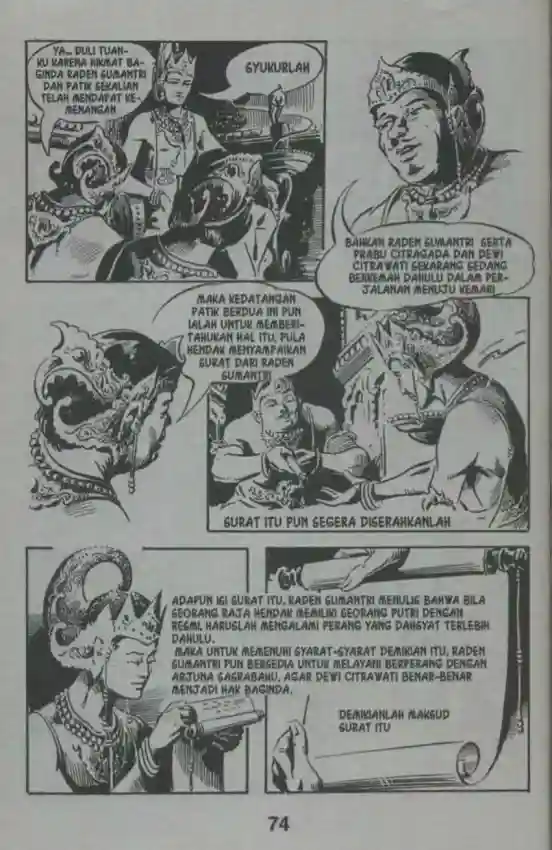 YA... DULI TUAN-
KU KARENA HIKMAT BA-
GINDA RADEN SUMANTRI
DAN PATIK SEKALIAN
TELAH MENDAPAT KE-
MENANGAN
SYUKURLAH
BAHKAN RADEN SUMANTRI SERTA
PRABU CITRAGADA DAN DEWI
CITRAWATI SEKARANG SEDANG
BERKEMAH DAHULU DALAM PER-
JALANAN MENUJU KEMARI
MAKA KEDATANGAN
PATIK BERDUA INI PUN
IALAH UNTUK MEMBERI-
TAHUKAN HAL ITU, PULA
HENDAK MENYAMPAIKAN
SURAT DARI RADEN
SUMANTRI
SURAT ITU PUN SEGERA DISERAHKANLAH
ADAPUN ISI SURAT ITU, RADEN SUMANTRI MENULIS BAHWA BILA
SEORANG RAJA HENDAK MEMILIKI SEORANG PUTRI DENGAN
RESMI, HARUSLAH MENGALAMI PERANG YANG DAHSYAT TERLEBIH
DAHULU.
MAKA UNTUK MEMENUHI SYARAT-SYARAT DEMIKIAN ITU, RADEN
SUMANTRI PUN BERSEDIA UNTUK MELAYANI BERPERANG DENGAN
ARJUNA SASRABAHU, AGAR DEWI CITRAWATI BENAR-BENAR
MENJADI HAK BAGINDA.
DEMIKIANLAH MAKSUD
SURAT ITU
74